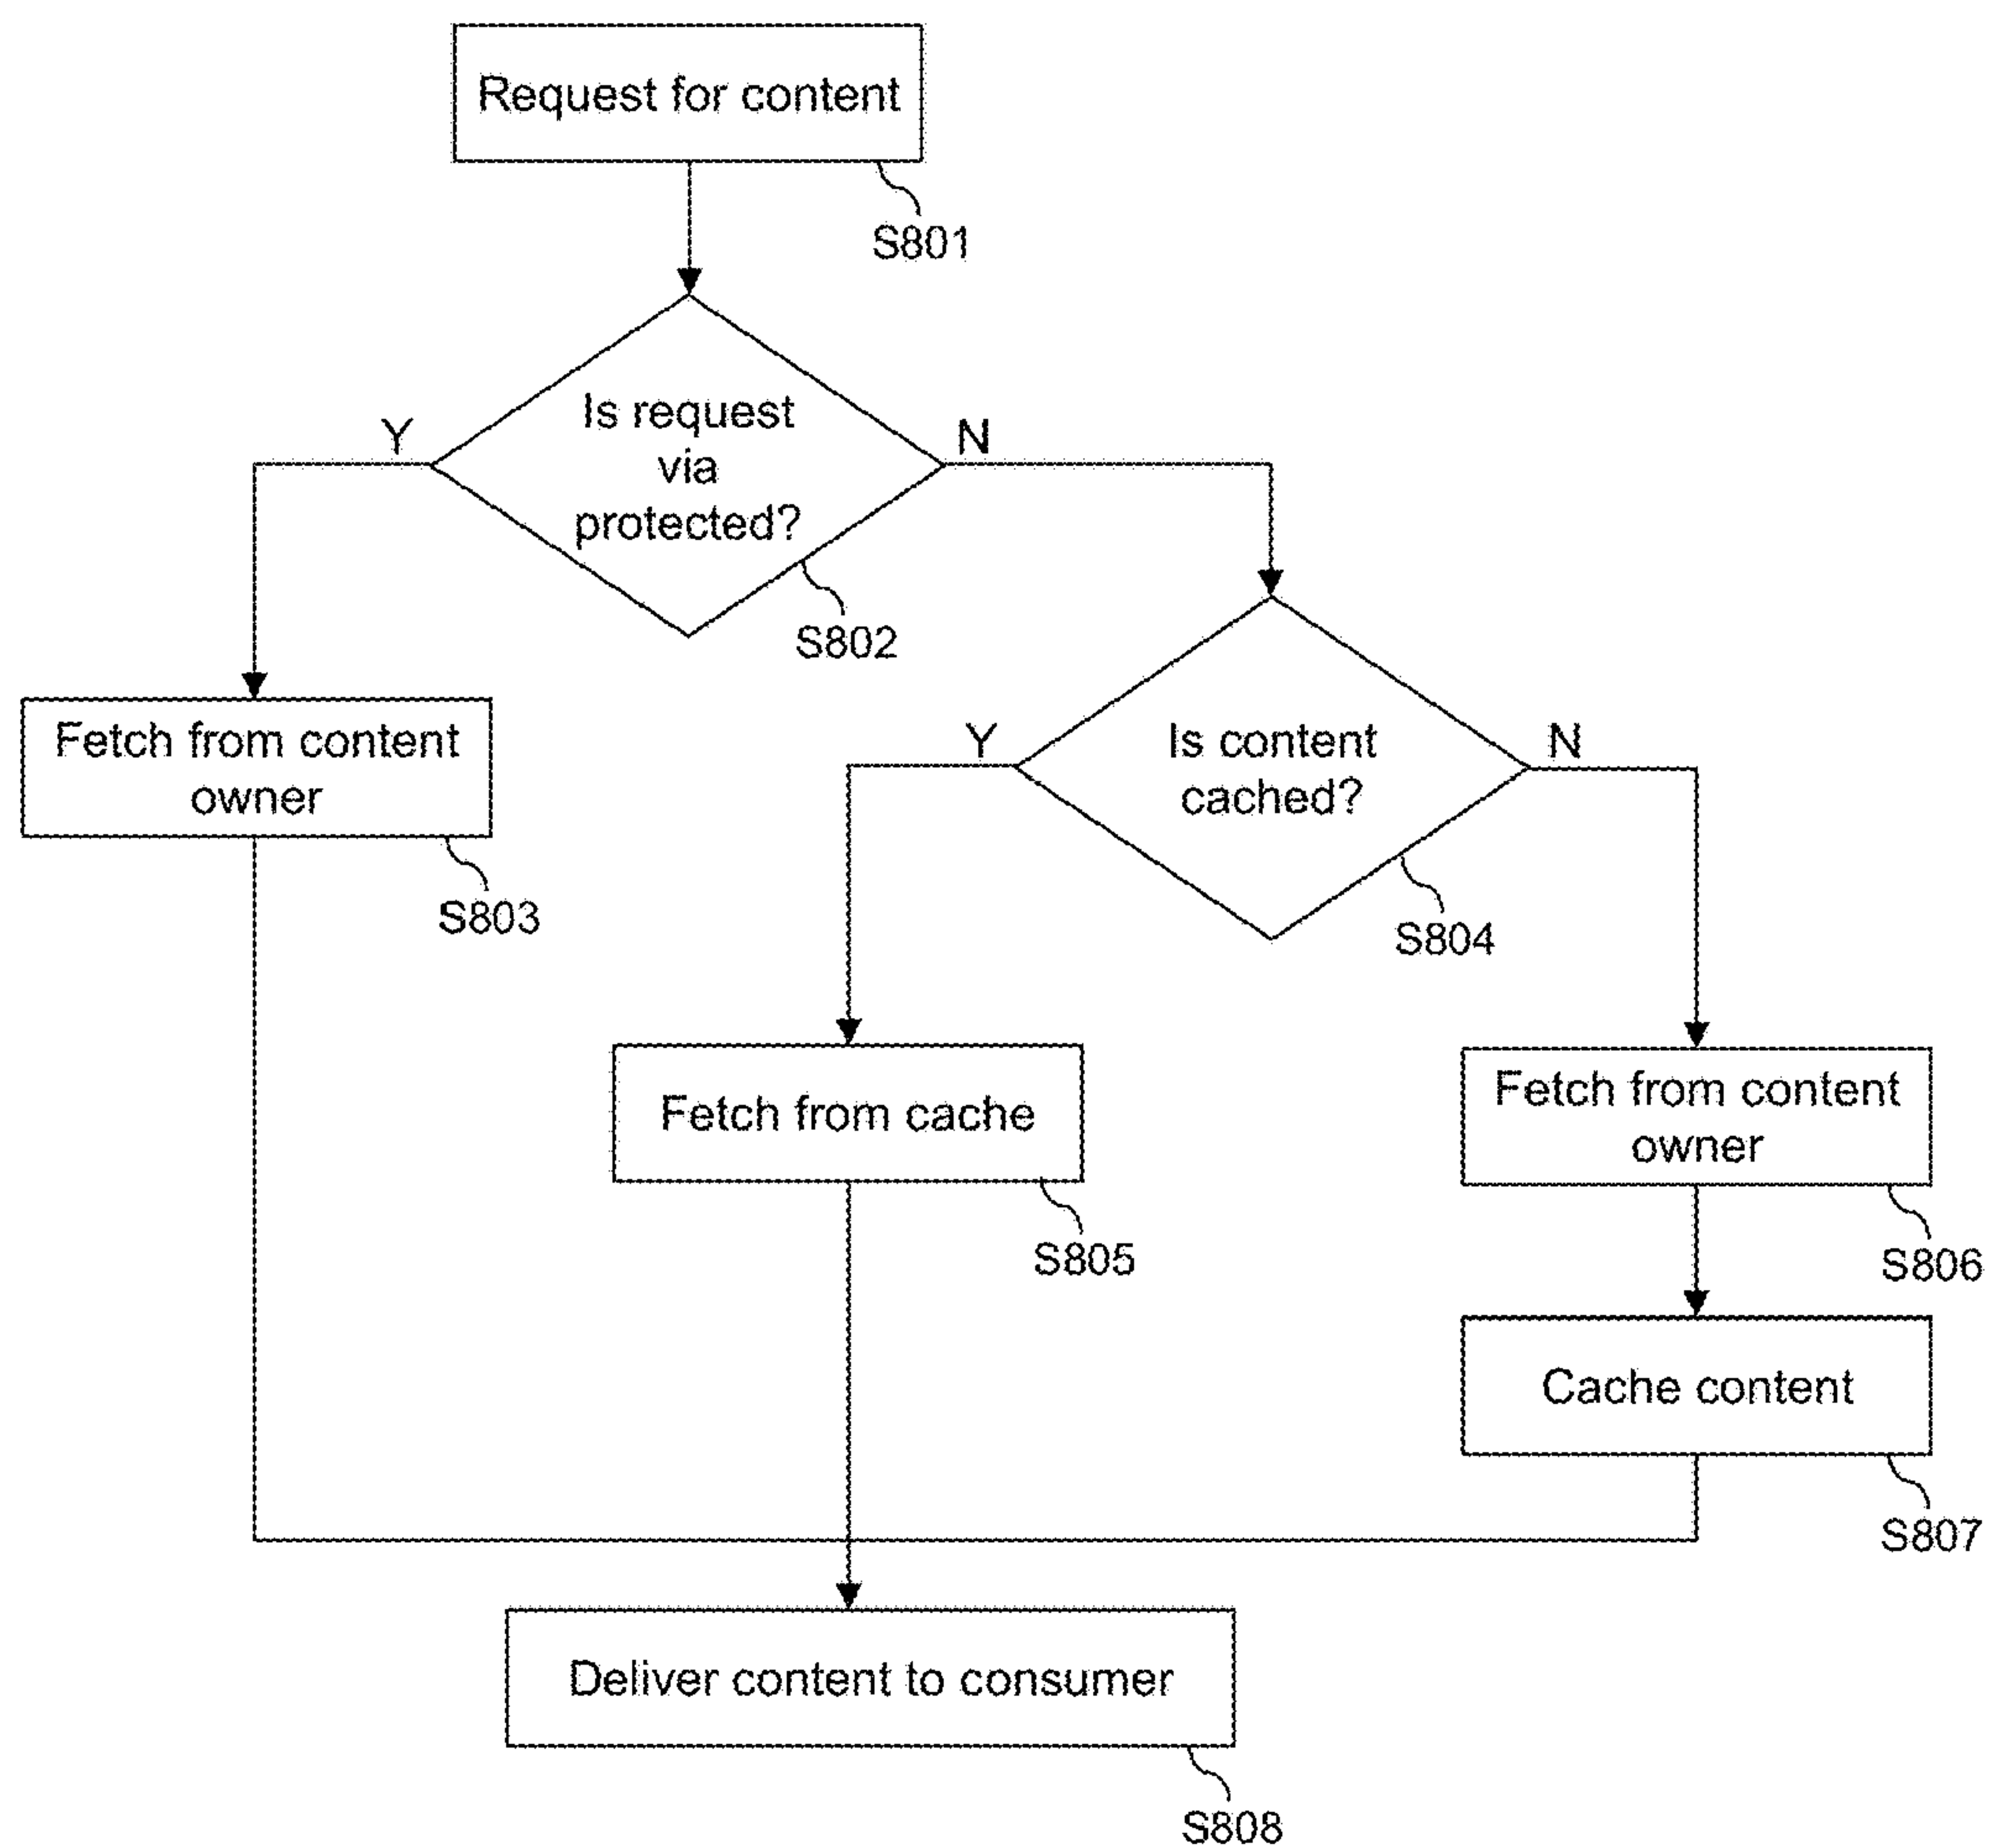 Request for content
S801
Is request
via
protected?
Y
N
S802
Fetch from content
owner
S803
Is content
cached?
Y
N
S804
Fetch from cache
S805
Fetch from content
owner
S806
Cache content
S807
Deliver content to consumer
S808